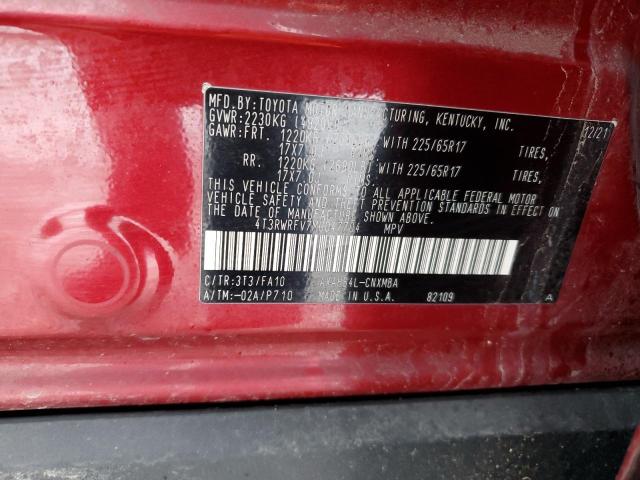 MFD. BY: TOYOTA MOTOR MANUFACTURING, KENTUCKY, INC.
GVWR: 2230KG 12/21
GAWR: FRT. WITH 225/65R17 TIRES,
17X7
RR. 1220KG WITH 225/65R17 TIRES,
17X7
THIS VEHICLE CONFORMS TO ALL APPLICABLE FEDERAL MOTOR
VEHICLE SAFETY AND THEFT PREVENTION STANDARDS IN EFFECT ON
THE DATE OF MANUFACTURE SHOWN ABOVE.
MPV
C/TR: 3T3/FA10
A/TM: -02A/P710 MADE IN U.S.A. 82109 A